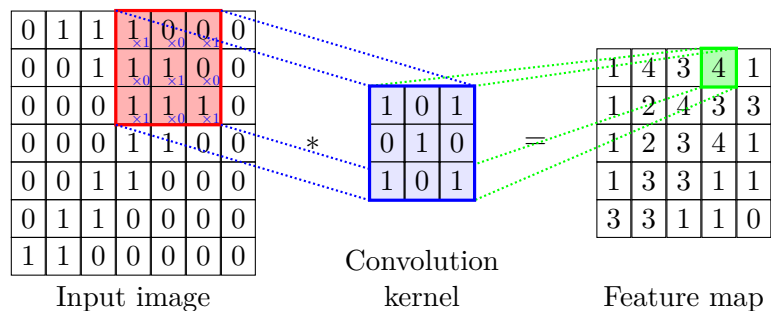 0 1 1 1×1 0×0 0×1 0
0 0 1 1×0 1×1 0×0 0
0 0 0 1×1 1×0 1×1 0
0 0 0 1 1 0 0
0 0 1 1 0 0 0
0 1 1 0 0 0 0
1 1 0 0 0 0 0
Input image
*
1 0 1
0 1 0
1 0 1
Convolution
kernel
=
1 4 3 4 1
1 2 4 3 3
1 2 3 4 1
1 3 3 1 1
3 3 1 1 0
Feature map